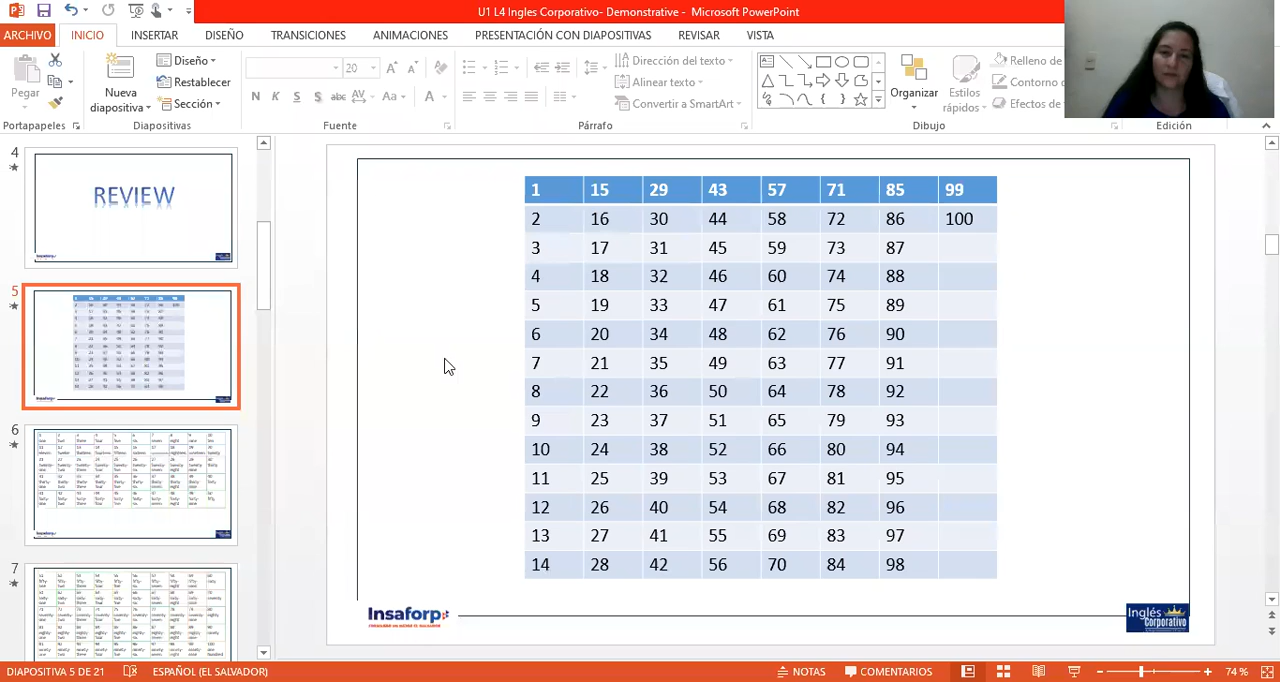 U1 L4 Ingles Corporativo- Demonstrative - Microsoft PowerPoint
ARCHIVO INICIO INSERTAR DISEÑO TRANSICIONES ANIMACIONES PRESENTACIÓN CON DIAPOSITIVAS REVISAR VISTA
Pegar
Nueva
diapositiva
Diseño
Restablecer
Sección
20
N K S S abc AV Aa A
Dirección del texto
Alinear texto
Convertir a SmartArt
Organizar
Estilos
rápidos
Relleno de
Contorno
Efectos de
Portapapeles Diapositivas Fuente Párrafo Dibujo Edición
4
REVIEW
5
6
7
1 15 29 43 57 71 85 99
2 16 30 44 58 72 86 100
3 17 31 45 59 73 87
4 18 32 46 60 74 88
5 19 33 47 61 75 89
6 20 34 48 62 76 90
7 21 35 49 63 77 91
8 22 36 50 64 78 92
9 23 37 51 65 79 93
10 24 38 52 66 80 94
11 25 39 53 67 81 95
12 26 40 54 68 82 96
13 27 41 55 69 83 97
14 28 42 56 70 84 98
Insaforp
Inglés
Corporativo
DIAPOSITIVA 5 DE 21 ESPAÑOL (EL SALVADOR) NOTAS COMENTARIOS 74 %